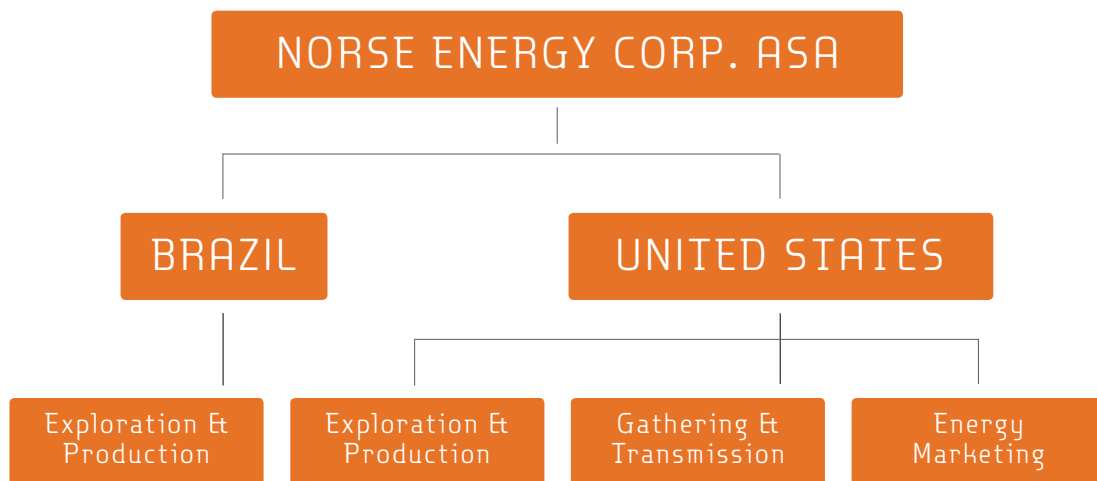 NORSE ENERGY CORP. ASA
BRAZIL
UNITED STATES
Exploration &
Production
Exploration &
Production
Gathering &
Transmission
Energy
Marketing